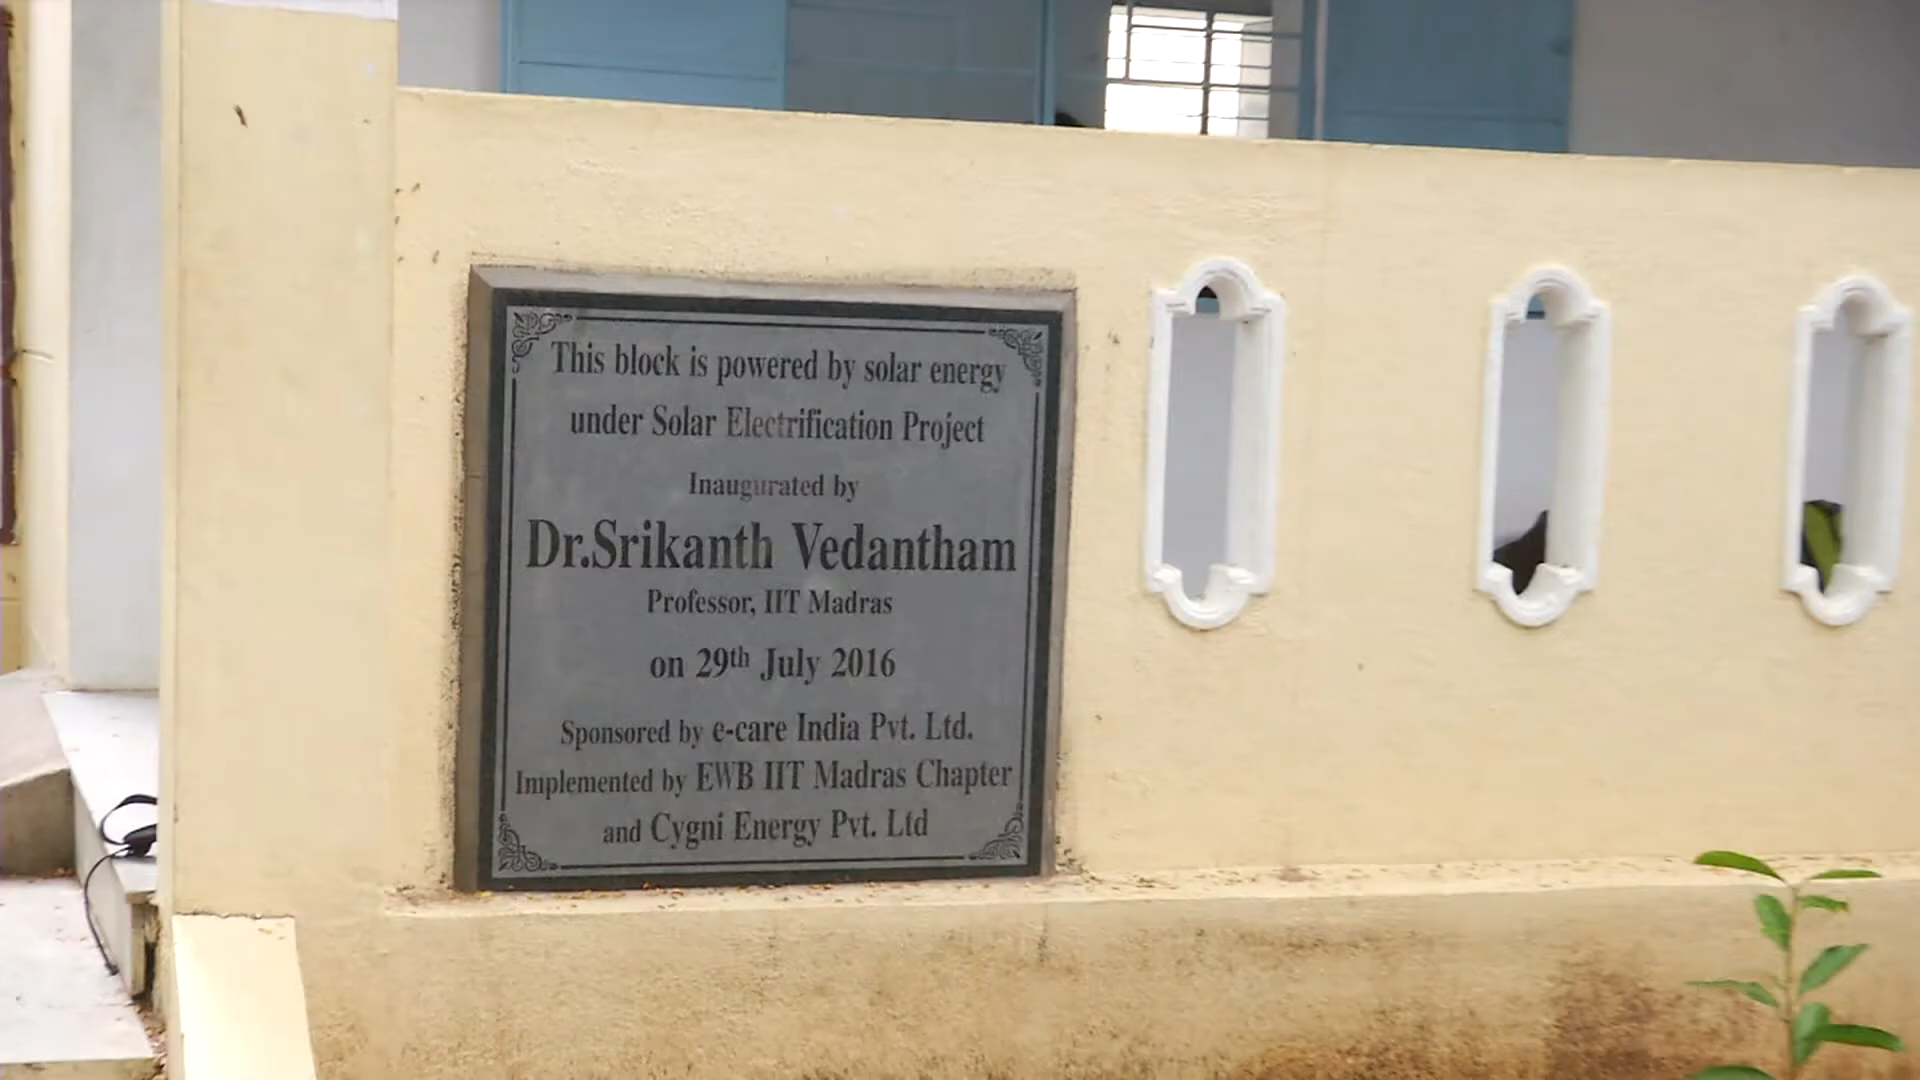 This block is powered by solar energy
under Solar Electrification Project
Inaugurated by
Dr.Srikanth Vedantham
Professor, IIT Madras
on 29th July 2016
Sponsored by e-care India Pvt. Ltd.
Implemented by EWB IIT Madras Chapter
and Cygni Energy Pvt. Ltd